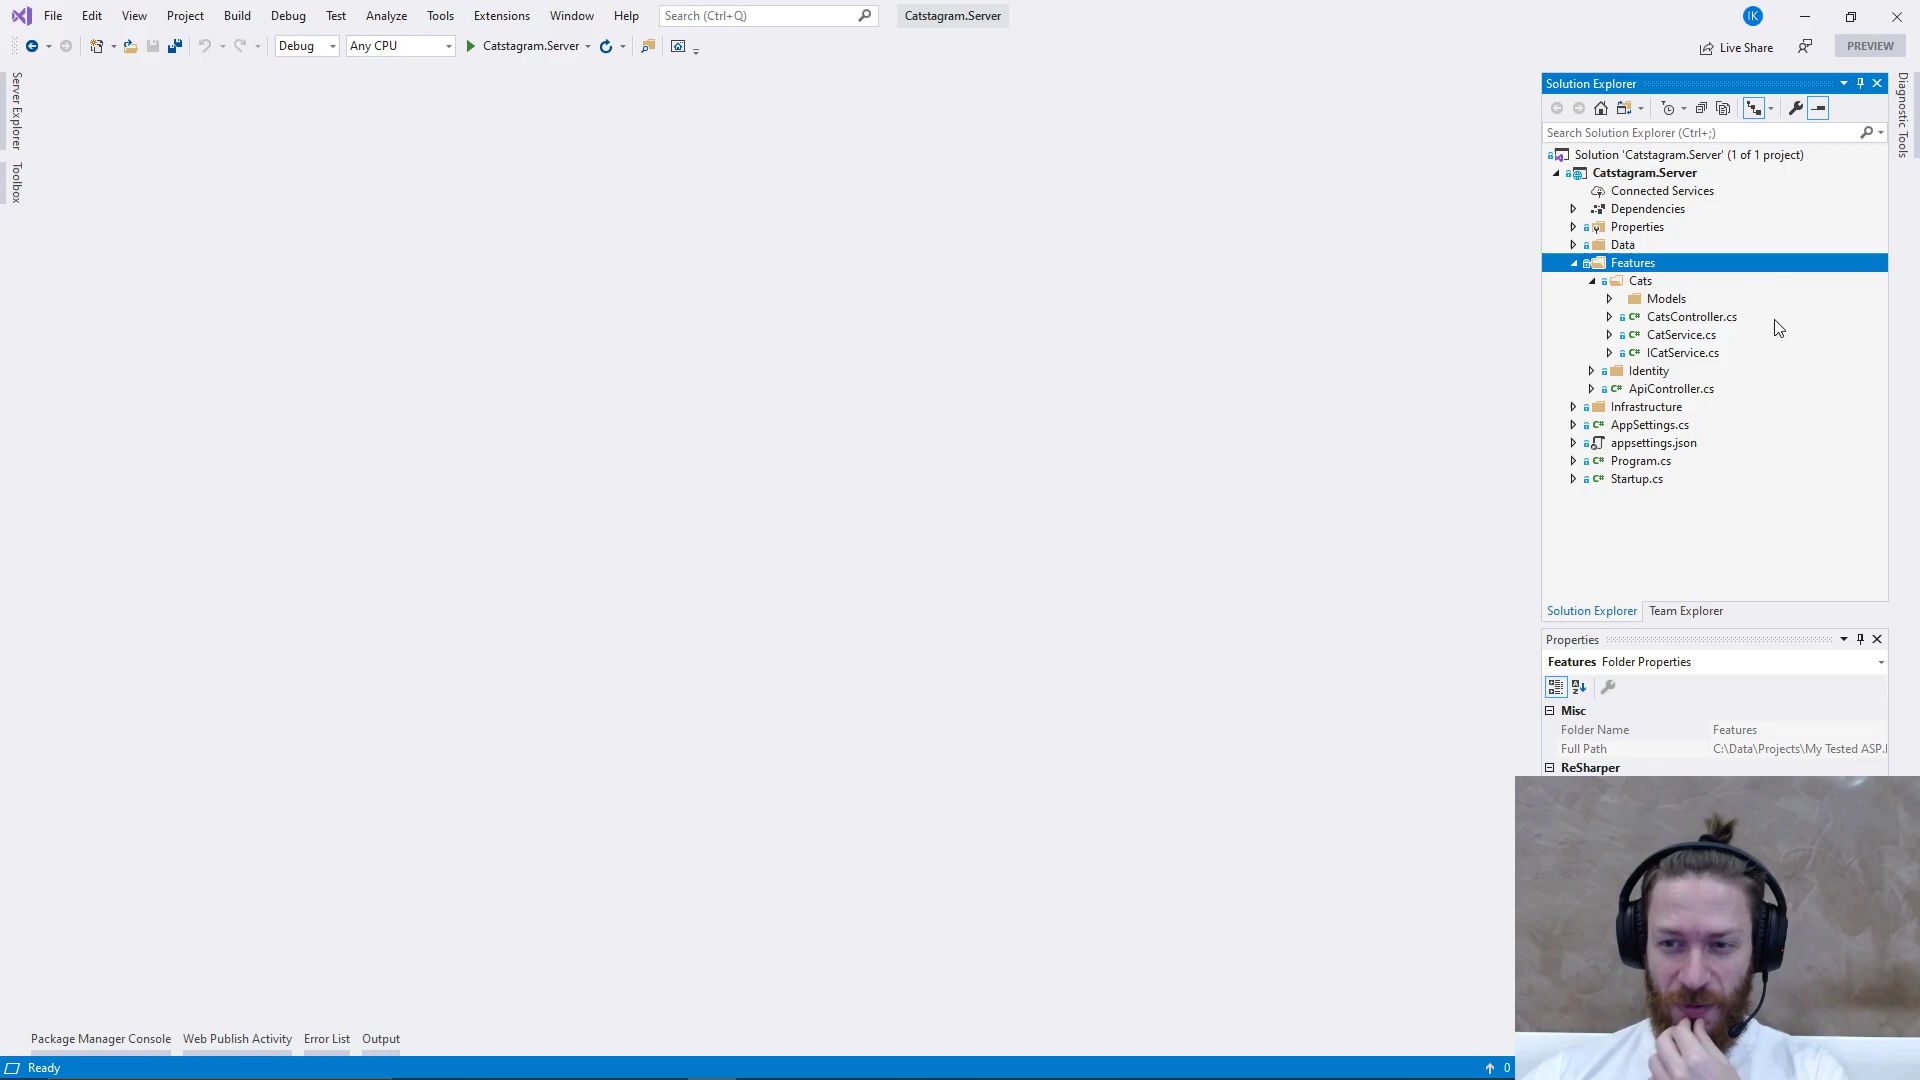 File Edit View Project Build Debug Test Analyze Tools Extensions Window Help Search (Ctrl+Q) Catstagram.Server IK
Debug Any CPU Catstagram.Server Live Share PREVIEW
Server Explorer
Toolbox
Solution Explorer
Search Solution Explorer (Ctrl+;)
Solution 'Catstagram.Server' (1 of 1 project)
Catstagram.Server
Connected Services
Dependencies
Properties
Data
Features
Cats
Models
C# CatsController.cs
C# CatService.cs
C# ICatService.cs
Identity
C# ApiController.cs
Infrastructure
C# AppSettings.cs
appsettings.json
C# Program.cs
C# Startup.cs
Solution Explorer Team Explorer
Diagnostic Tools
Properties
Features Folder Properties
Misc
Folder Name Features
Full Path C:\Data\Projects\My Tested ASP.
ReSharper
Package Manager Console Web Publish Activity Error List Output
Ready 0